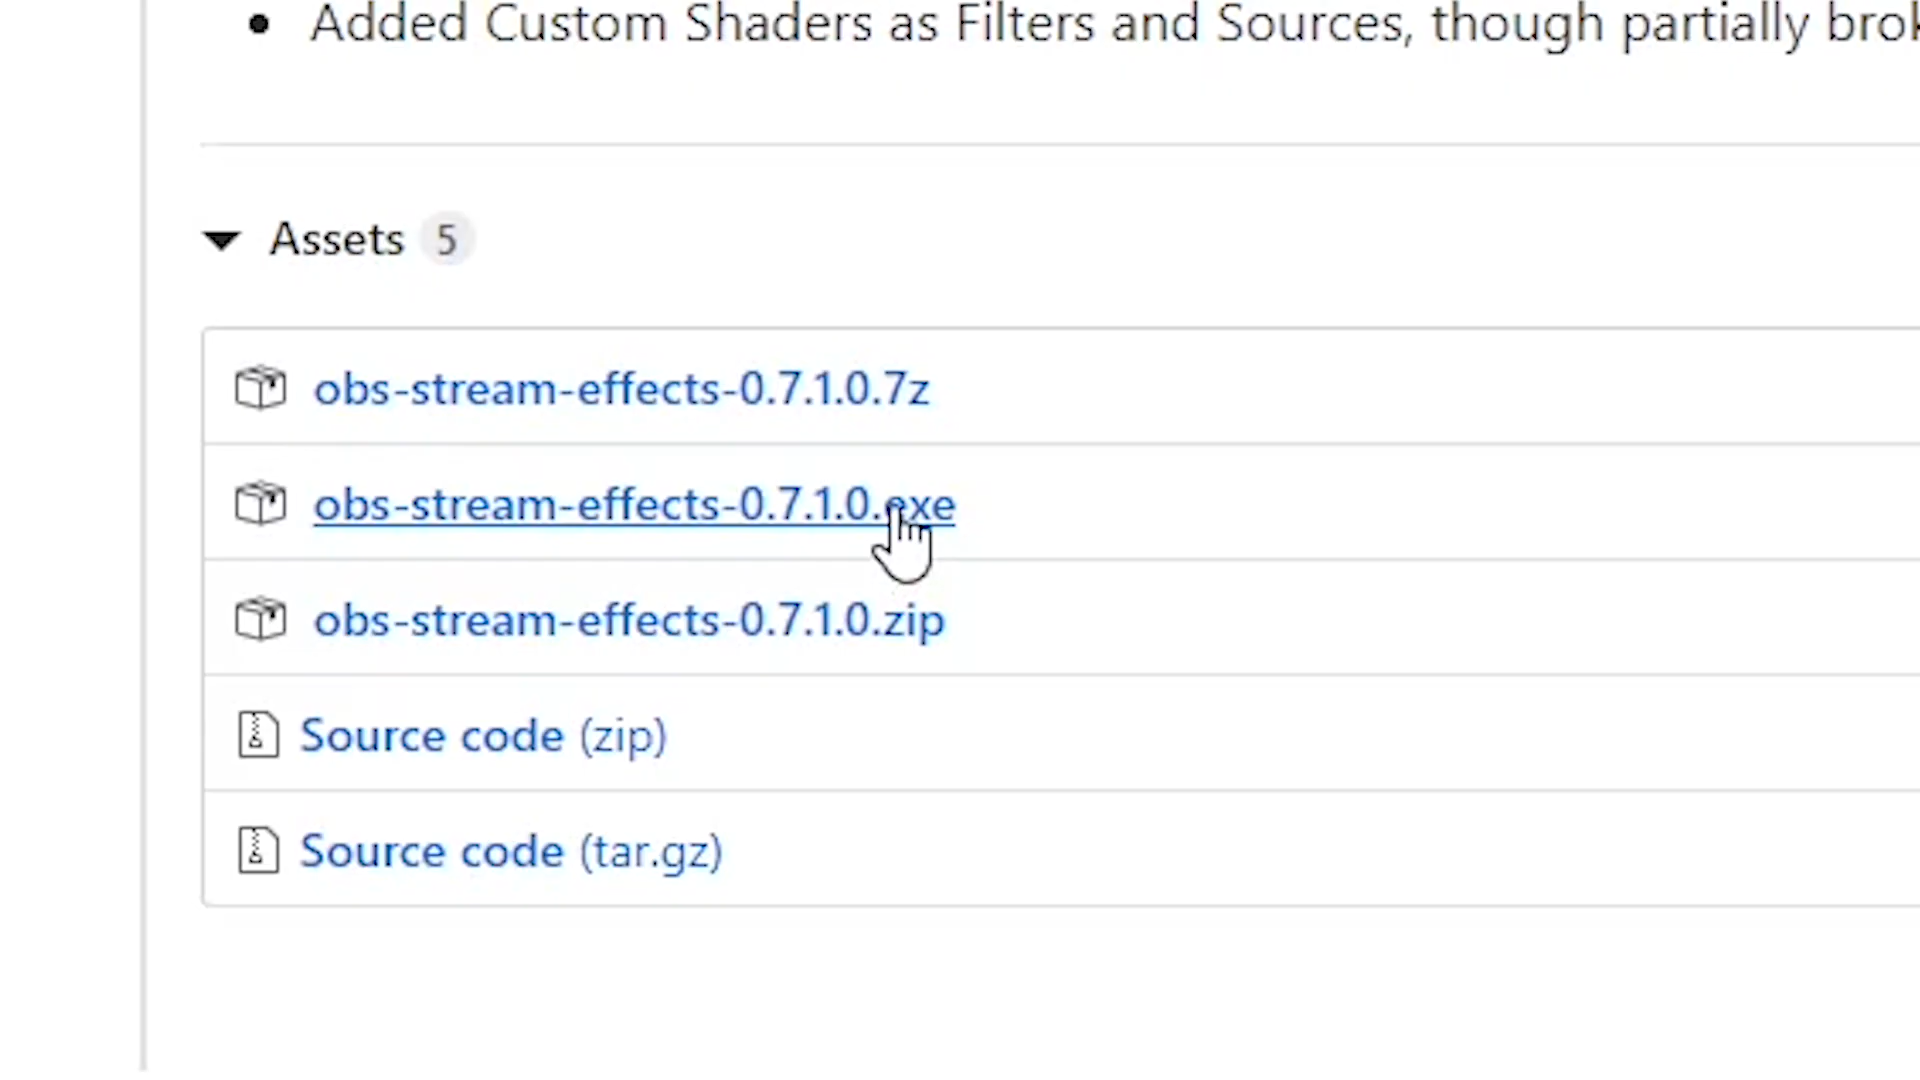 • Added Custom Shaders as Filters and Sources, though partially
Assets 5
obs-stream-effects-0.7.1.0.7z
obs-stream-effects-0.7.1.0.exe
obs-stream-effects-0.7.1.0.zip
Source code (zip)
Source code (tar.gz)